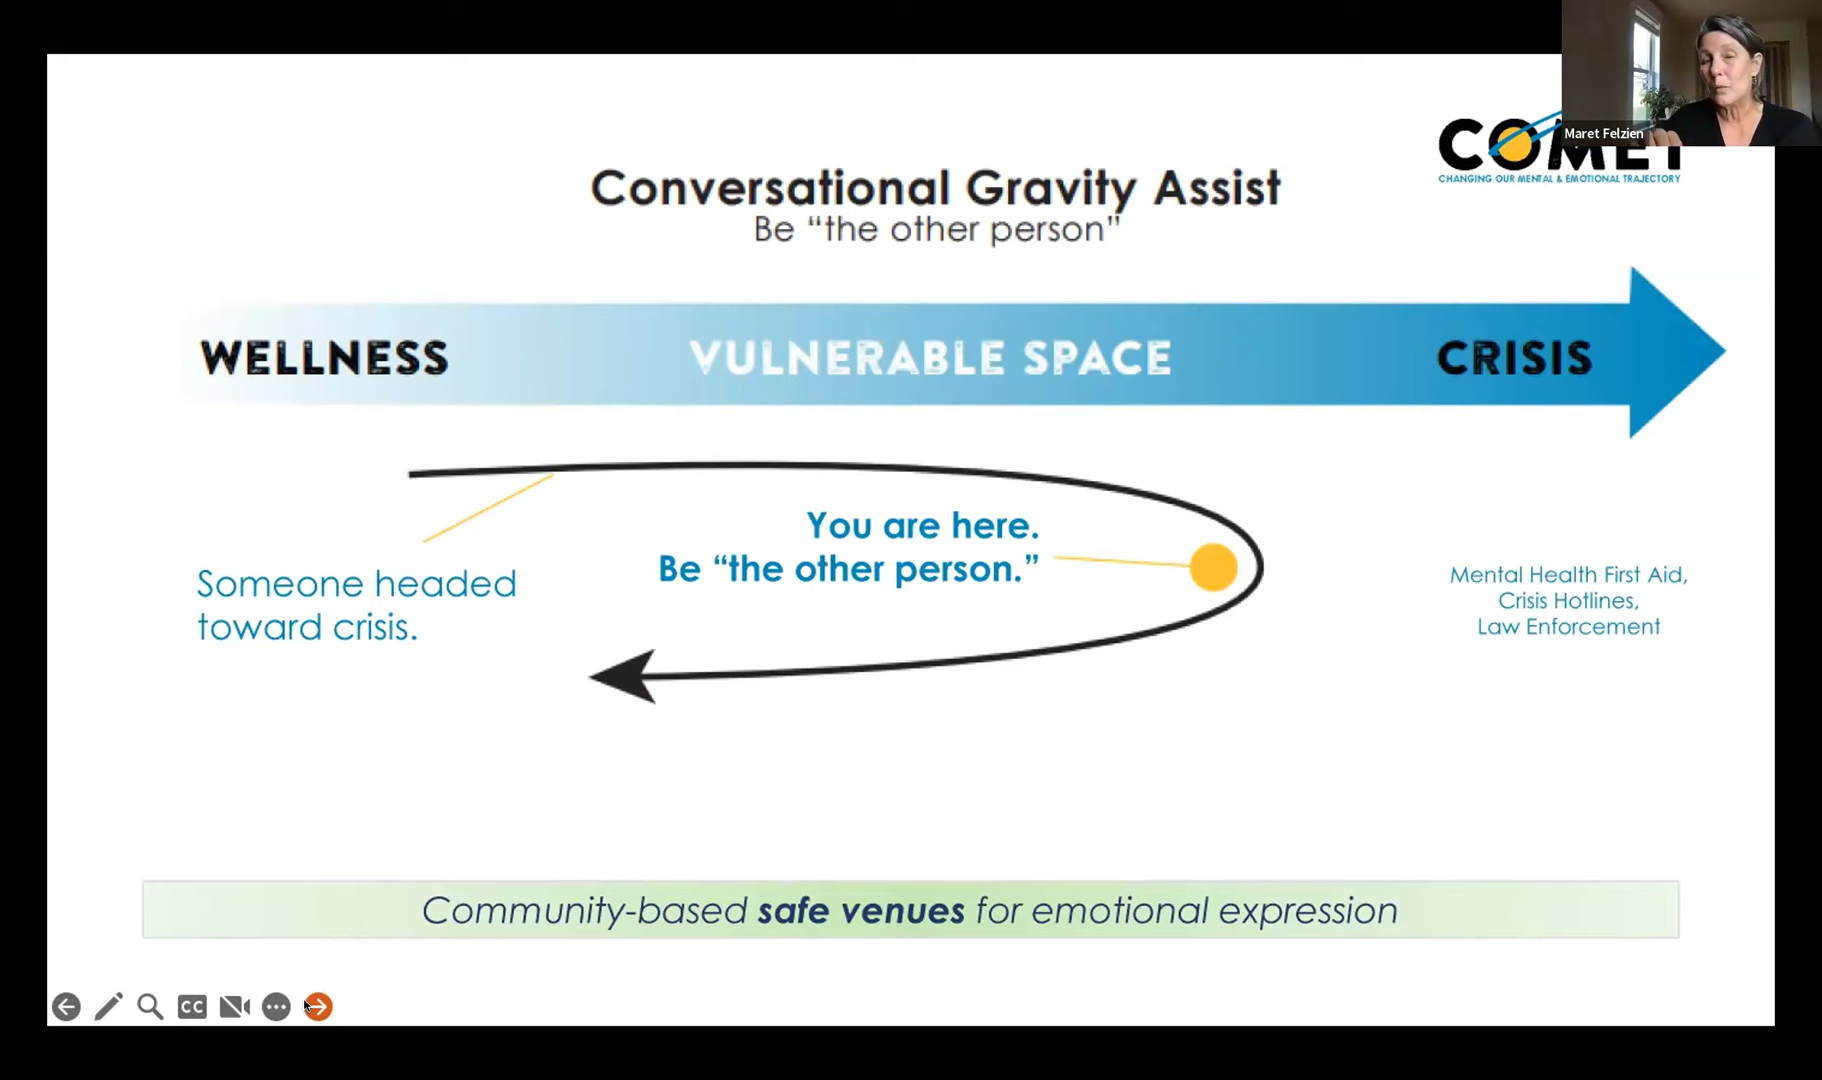 Maret Felzien
COMET
CHANGING OUR MENTAL & EMOTIONAL TRAJECTORY
Conversational Gravity Assist
Be “the other person”
WELLNESS
VULNERABLE SPACE
CRISIS
You are here.
Be “the other person.”
Someone headed
toward crisis.
Mental Health First Aid,
Crisis Hotlines,
Law Enforcement
Community-based safe venues for emotional expression
CC